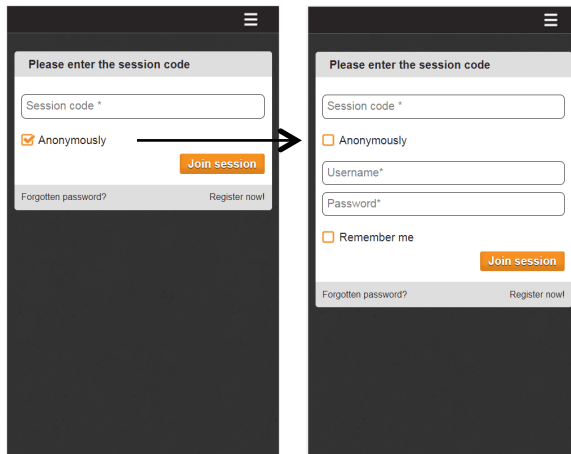 Please enter the session code
Session code *
Anonymously
Join session
Forgotten password? Register now!
Please enter the session code
Session code *
Anonymously
Username*
Password*
Remember me
Join session
Forgotten password? Register now!